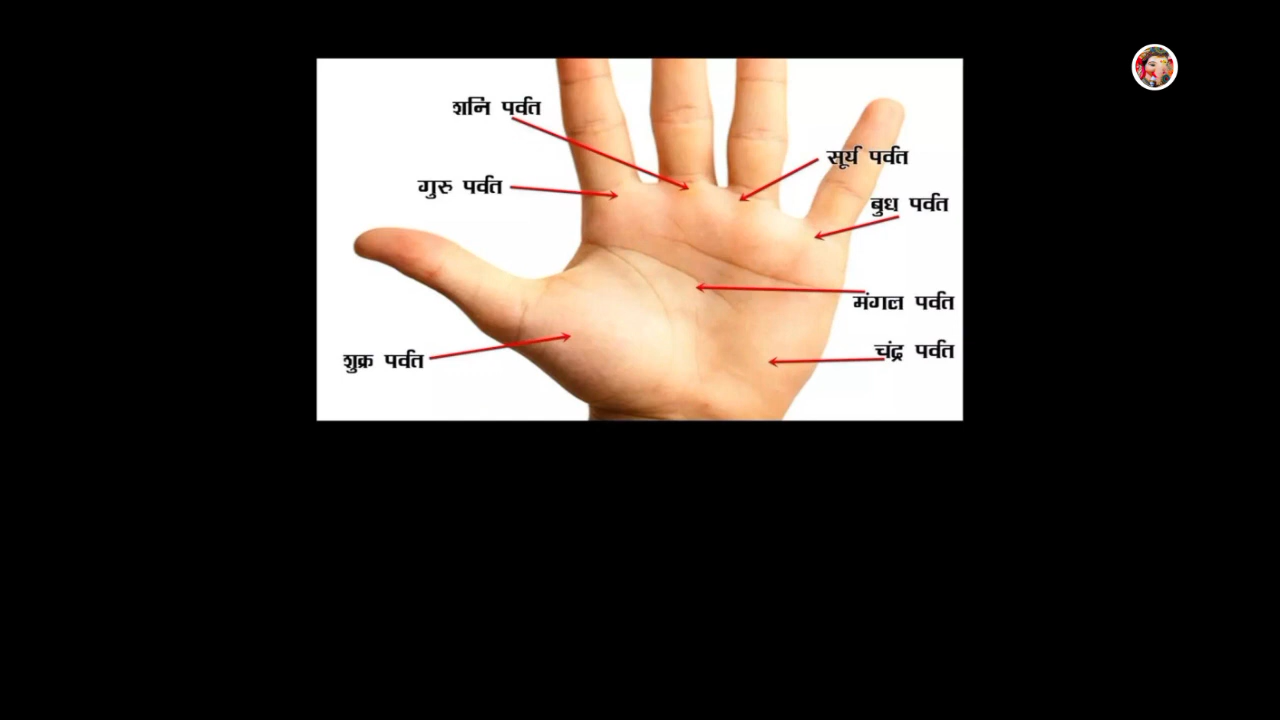 शनि पर्वत
सूर्य पर्वत
गुरु पर्वत
बुध पर्वत
मंगल पर्वत
चंद्र पर्वत
शुक्र पर्वत